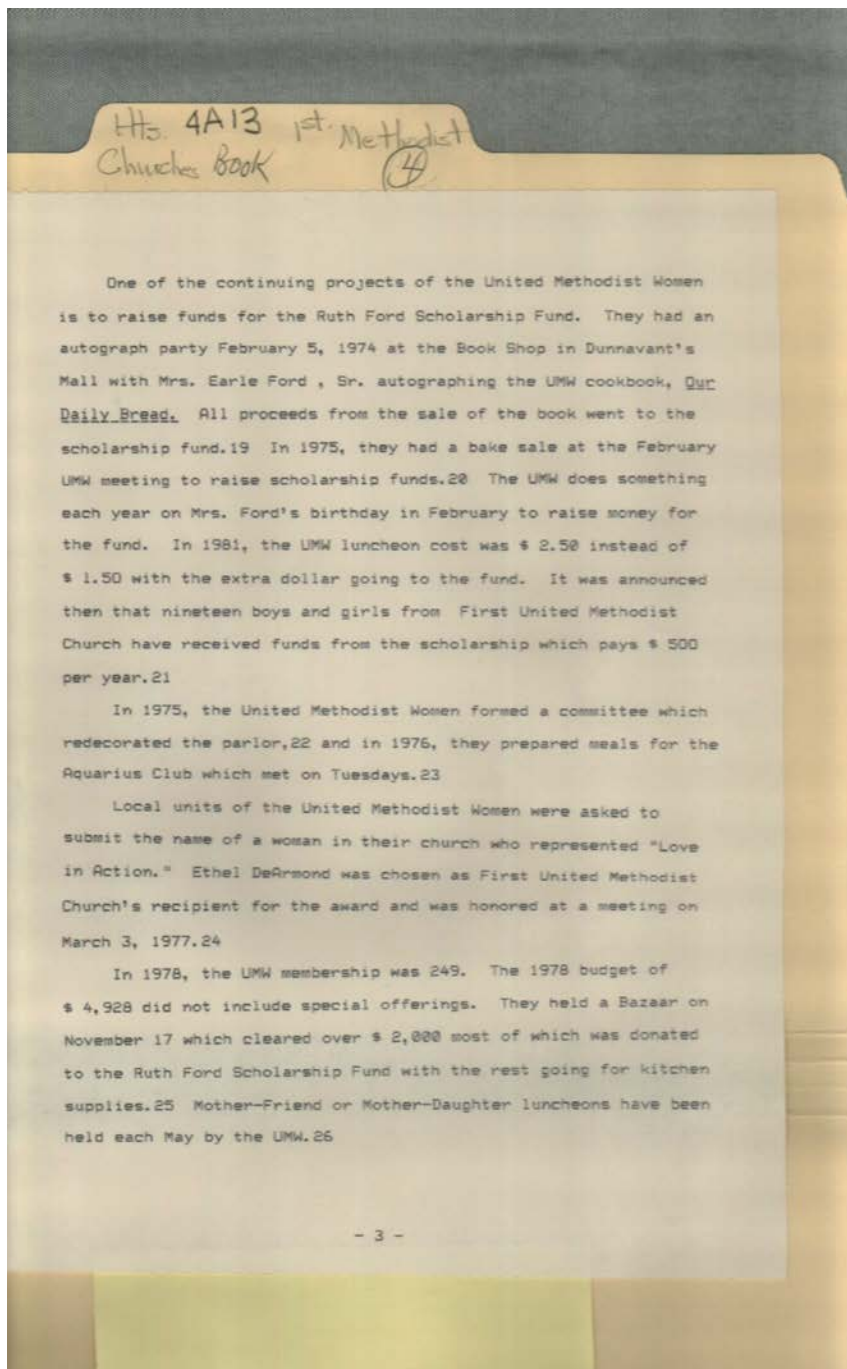 Hts. 4A13 1st. Methodist
Churches Book 4
One of the continuing projects of the United Methodist Women
is to raise funds for the Ruth Ford Scholarship Fund. They had an
autograph party February 5, 1974 at the Book Shop in Dunnavant's
Mall with Mrs. Earle Ford , Sr. autographing the UMW cookbook, Our
Daily Bread. All proceeds from the sale of the book went to the
scholarship fund.19 In 1975, they had a bake sale at the February
UMW meeting to raise scholarship funds.20 The UMW does something
each year on Mrs. Ford's birthday in February to raise money for
the fund. In 1981, the UMW luncheon cost was $ 2.50 instead of
$ 1.50 with the extra dollar going to the fund. It was announced
then that nineteen boys and girls from First United Methodist
Church have received funds from the scholarship which pays $ 500
per year.21
In 1975, the United Methodist Women formed a committee which
redecorated the parlor,22 and in 1976, they prepared meals for the
Aquarius Club which met on Tuesdays.23
Local units of the United Methodist Women were asked to
submit the name of a woman in their church who represented "Love
in Action." Ethel DeArmond was chosen as First United Methodist
Church's recipient for the award and was honored at a meeting on
March 3, 1977.24
In 1978, the UMW membership was 249. The 1978 budget of
$ 4,928 did not include special offerings. They held a Bazaar on
November 17 which cleared over $ 2,000 most of which was donated
to the Ruth Ford Scholarship Fund with the rest going for kitchen
supplies.25 Mother-Friend or Mother-Daughter luncheons have been
held each May by the UMW.26
- 3 -